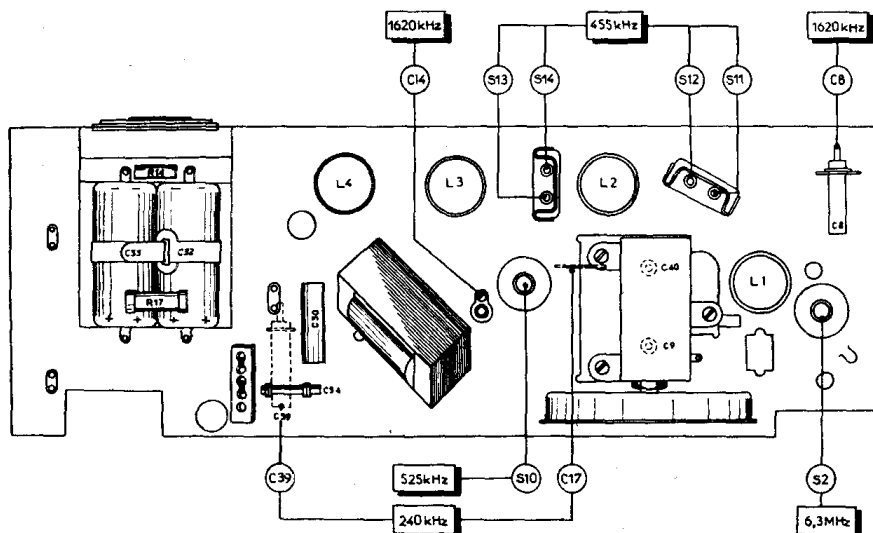 1620kHz
455kHz
1620kHz
C14
S13
S14
S12
S11
C8
R14
L4
L3
L2
C8
C33
C32
C40
L1
R17
C30
C9
C34
C39
S10
C17
S2
525kHz
240kHz
6,3MHz